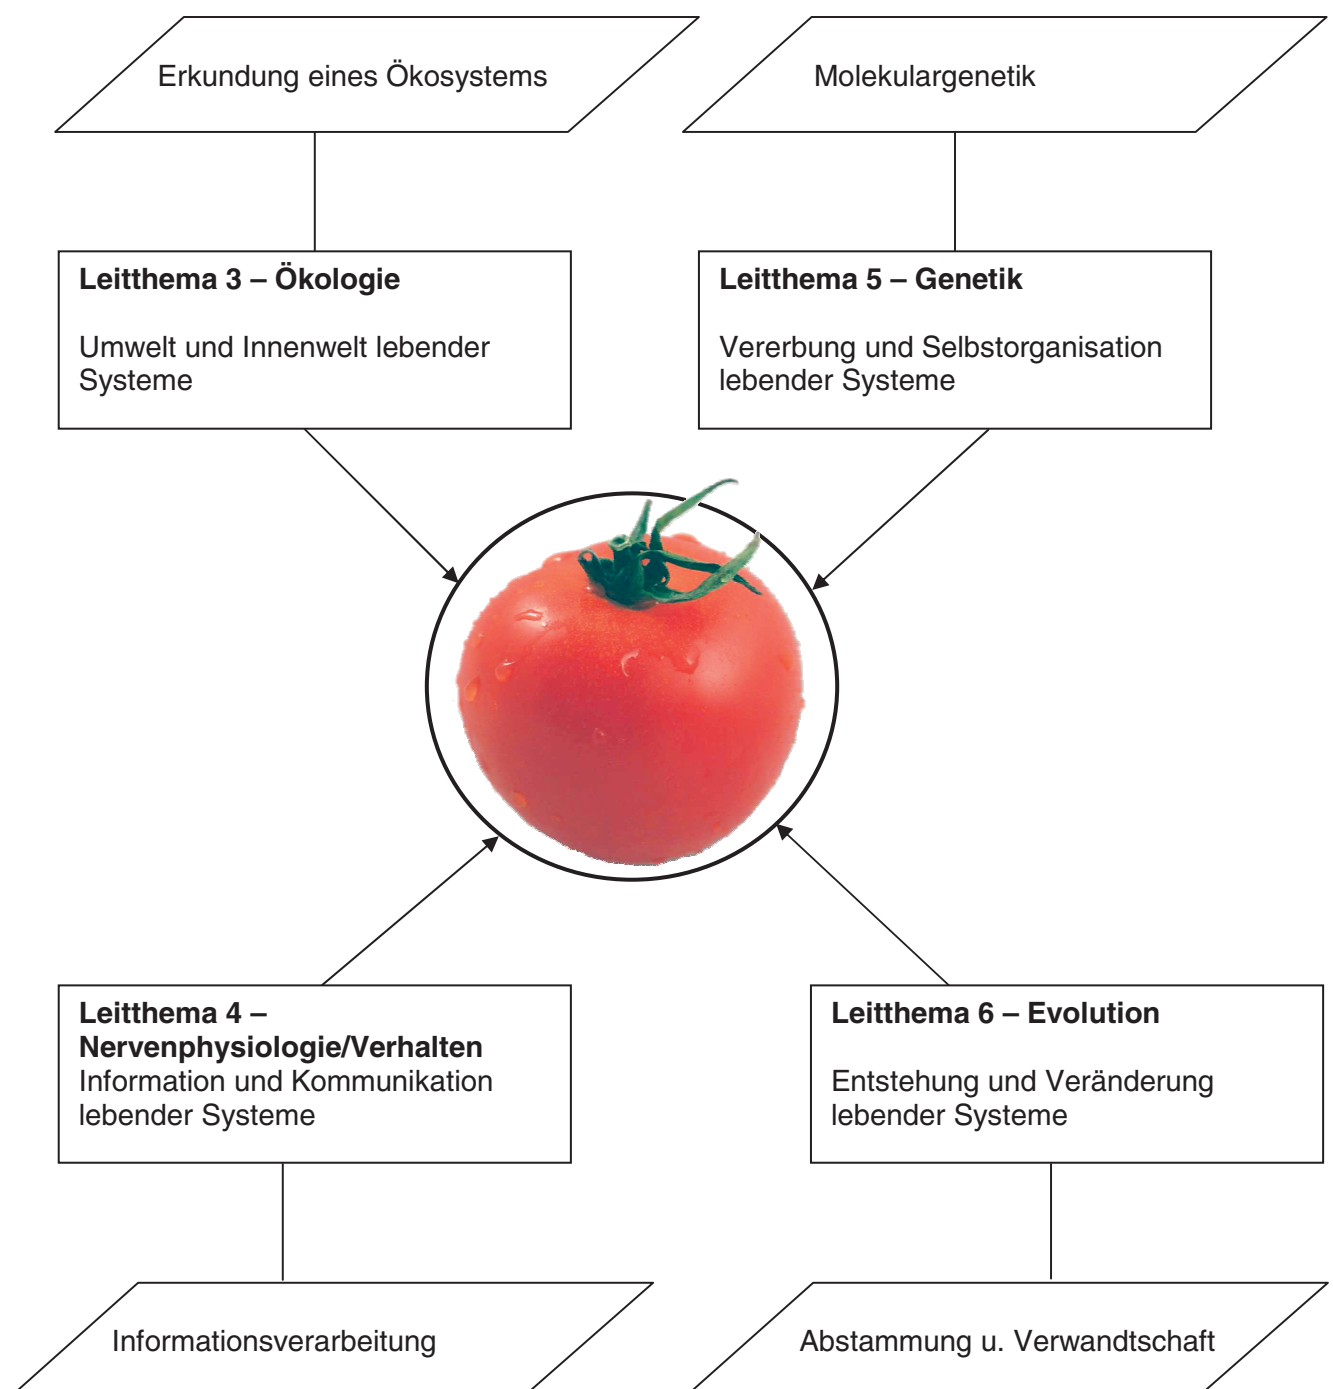 Erkundung eines Ökosystems
Molekulargenetik
Leitthema 3 – Ökologie
Umwelt und Innenwelt lebender
Systeme
Leitthema 5 – Genetik
Vererbung und Selbstorganisation
lebender Systeme
Leitthema 4 –
Nervenphysiologie/Verhalten
Information und Kommunikation
lebender Systeme
Leitthema 6 – Evolution
Entstehung und Veränderung
lebender Systeme
Informationsverarbeitung
Abstammung u. Verwandtschaft